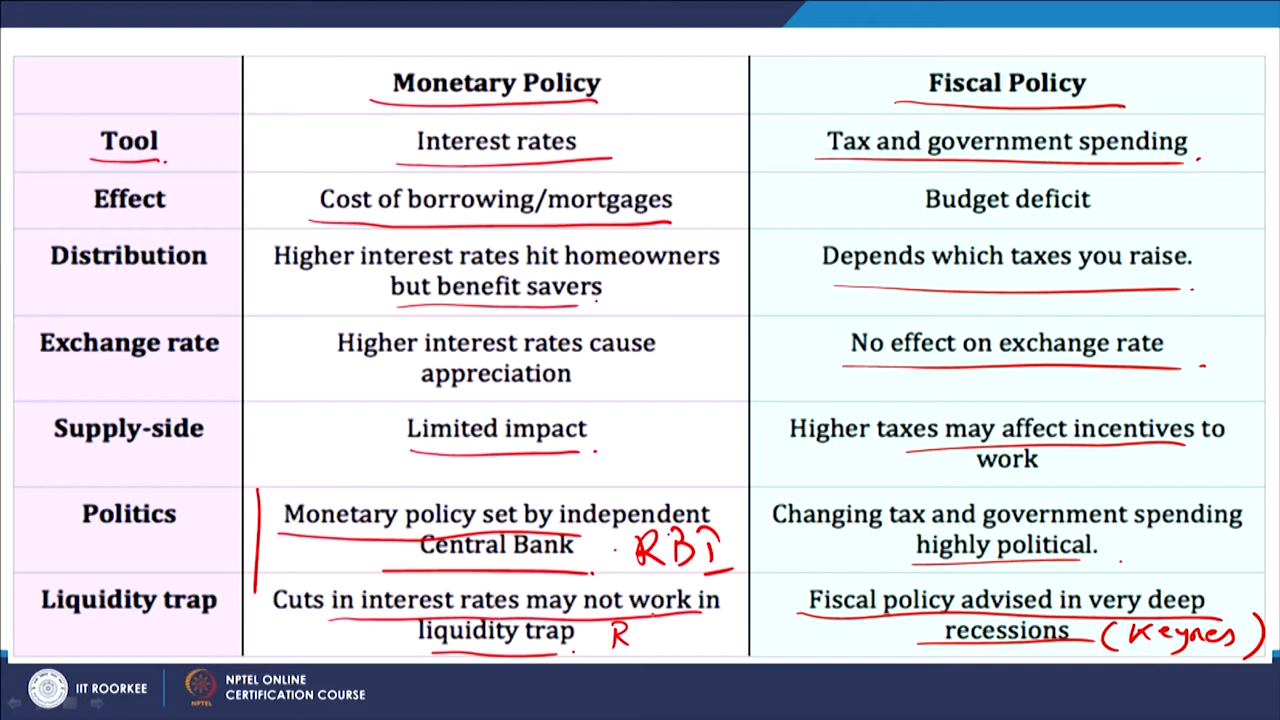 Monetary Policy
Fiscal Policy
Tool
Interest rates
Tax and government spending
Effect
Cost of borrowing/mortgages
Budget deficit
Distribution
Higher interest rates hit homeowners
but benefit savers
Depends which taxes you raise.
Exchange rate
Higher interest rates cause
appreciation
No effect on exchange rate
Supply-side
Limited impact
Higher taxes may affect incentives to
work
Politics
Monetary policy set by independent
Central Bank
RBI
Changing tax and government spending
highly political.
Liquidity trap
Cuts in interest rates may not work in
liquidity trap
R
Fiscal policy advised in very deep
recessions
(Keynes)
IIT ROORKEE
NPTEL
NPTEL ONLINE
CERTIFICATION COURSE